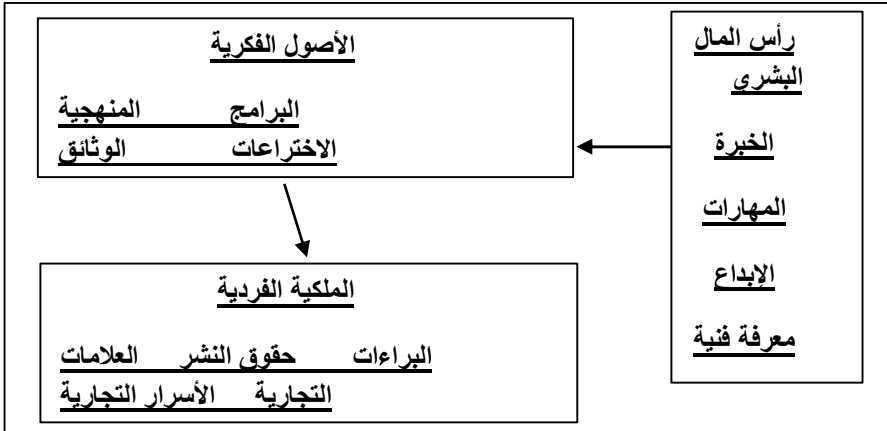 رأس المال
البشري
الخبرة
المهارات
الإبداع
معرفة فنية
الأصول الفكرية
البرامج المنهجية
الاختراعات الوثائق
الملكية الفردية
البراءات حقوق النشر العلامات
التجارية الأسرار التجارية